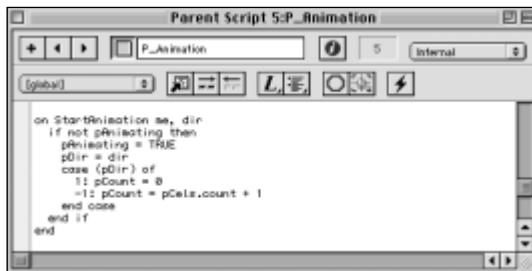 Parent Script 5:P_Animation
P_Animation
5
Internal
[global]
L
on StartAnimation me, dir
if not pAnimating then
pAnimating = TRUE
pDir = dir
case (pDir) of
1: pCount = 0
-1: pCount = pCels.count + 1
end case
end if
end